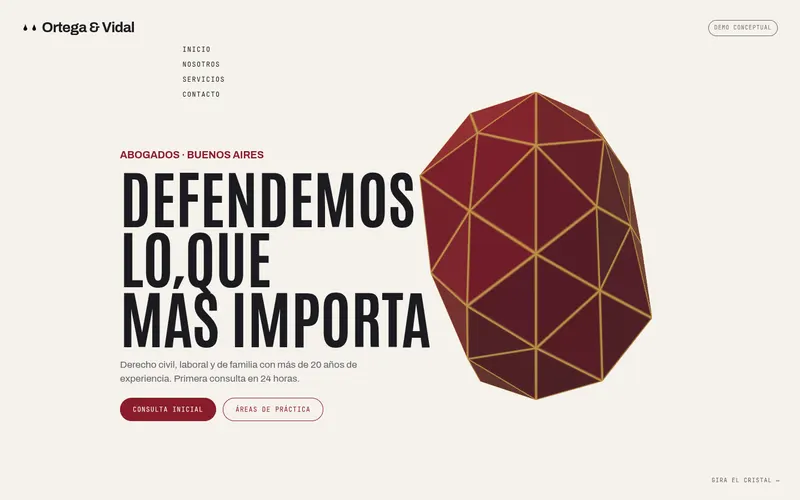 Ortega & Vidal
DEMO CONCEPTUAL
INICIO
NOSOTROS
SERVICIOS
CONTACTO
ABOGADOS · BUENOS AIRES
DEFENDEMOS
LO QUE
MÁS IMPORTA
Derecho civil, laboral y de familia con más de 20 años de
experiencia. Primera consulta en 24 horas.
CONSULTA INICIAL
ÁREAS DE PRÁCTICA
GIRA EL CRISTAL →